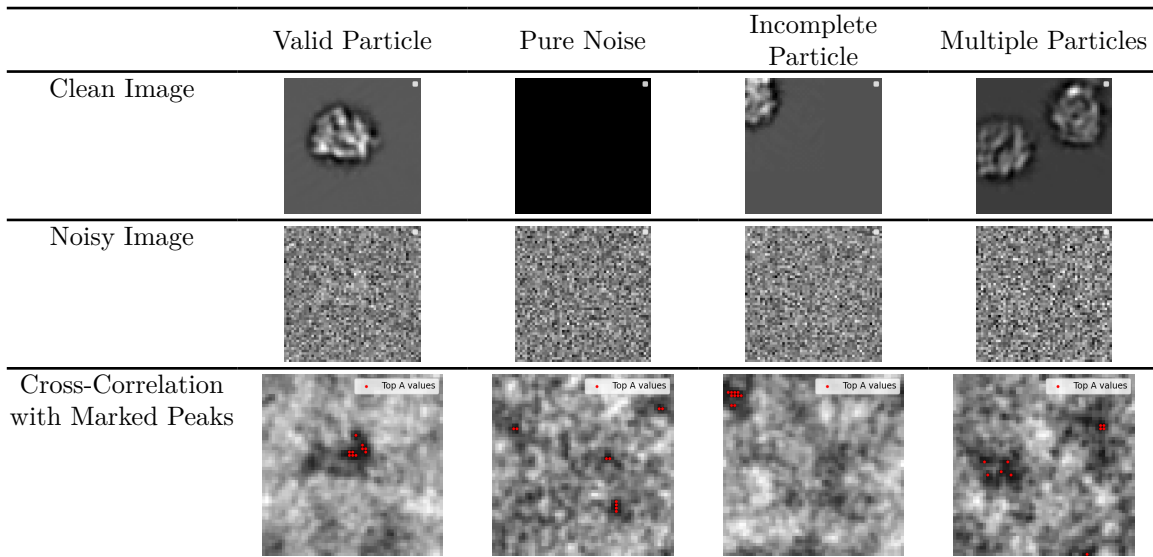 Valid Particle
Pure Noise
Incomplete
Particle
Multiple Particles
Clean Image
Noisy Image
Cross-Correlation
with Marked Peaks
Top A values
Top A values
Top A values
Top A values